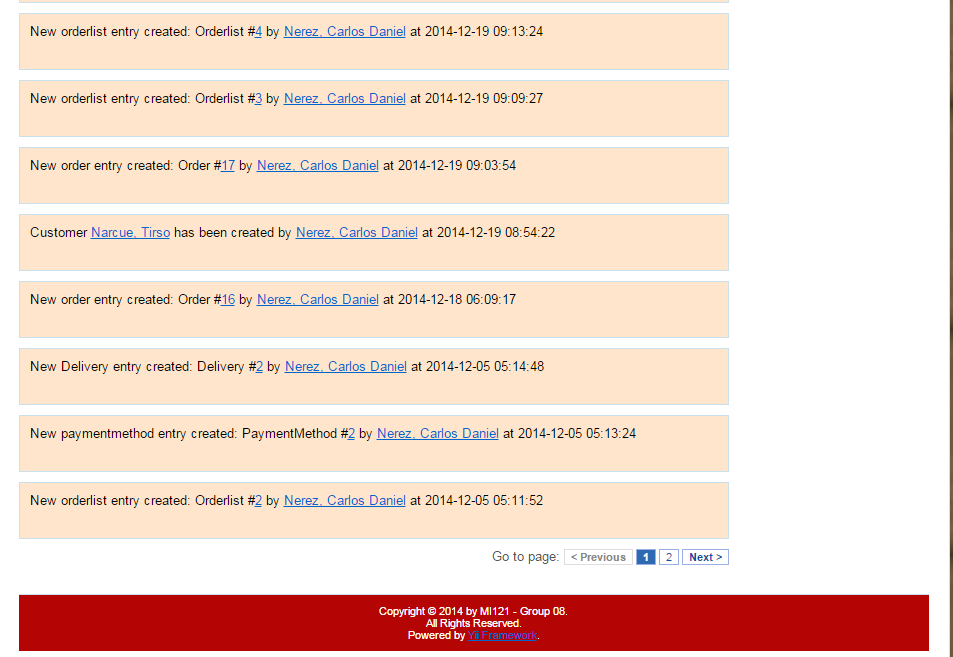 New orderlist entry created: Orderlist #4 by Nerez, Carlos Daniel at 2014-12-19 09:13:24
New orderlist entry created: Orderlist #3 by Nerez, Carlos Daniel at 2014-12-19 09:09:27
New order entry created: Order #17 by Nerez, Carlos Daniel at 2014-12-19 09:03:54
Customer Narcue, Tirso has been created by Nerez, Carlos Daniel at 2014-12-19 08:54:22
New order entry created: Order #16 by Nerez, Carlos Daniel at 2014-12-18 06:09:17
New Delivery entry created: Delivery #2 by Nerez, Carlos Daniel at 2014-12-05 05:14:48
New paymentmethod entry created: PaymentMethod #2 by Nerez, Carlos Daniel at 2014-12-05 05:13:24
New orderlist entry created: Orderlist #2 by Nerez, Carlos Daniel at 2014-12-05 05:11:52
Go to page: < Previous 1 2 Next >
Copyright © 2014 by MI121 - Group 08.
All Rights Reserved.
Powered by Yii Framework.